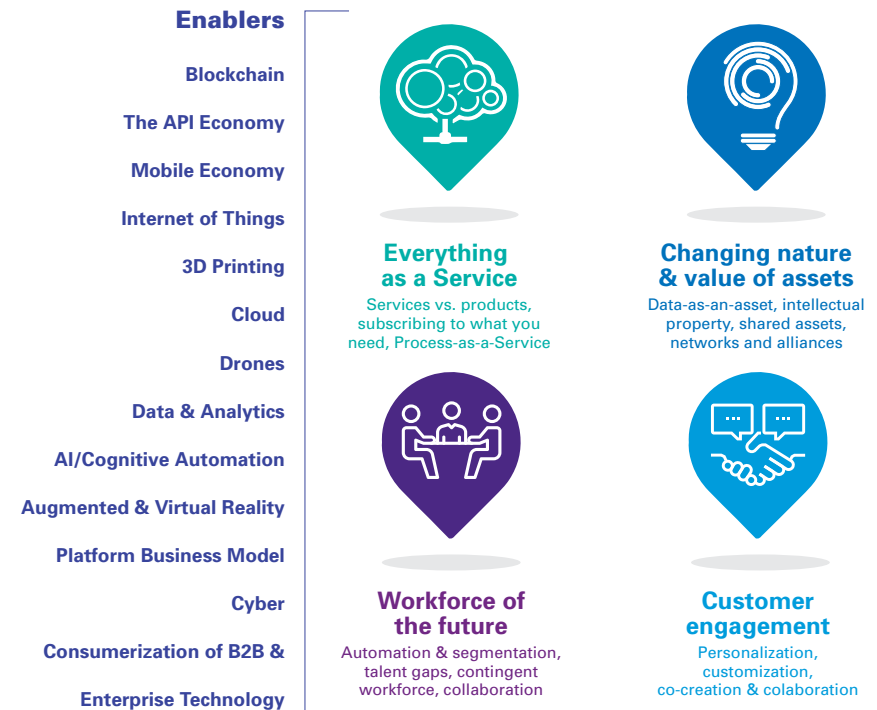 Enablers
Blockchain
The API Economy
Mobile Economy
Internet of Things
3D Printing
Cloud
Drones
Data & Analytics
AI/Cognitive Automation
Augmented & Virtual Reality
Platform Business Model
Cyber
Consumerization of B2B &
Enterprise Technology
Everything
as a Service
Services vs. products,
subscribing to what you
need, Process-as-a-Service
Changing nature
& value of assets
Data-as-an-asset, intellectual
property, shared assets,
networks and alliances
Workforce of
the future
Automation & segmentation,
talent gaps, contingent
workforce, collaboration
Customer
engagement
Personalization,
customization,
co-creation & colaboration